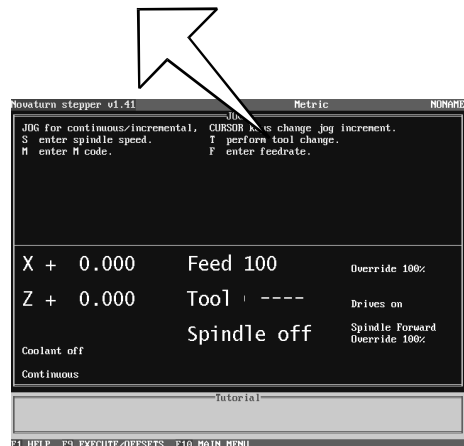 Novaturn stepper v1.41 Metric NONAME
JOG for continuous/incremental, CURSOR keys change jog increment.
S enter spindle speed. T perform tool change.
M enter M code. F enter feedrate.
X + 0.000 Feed 100 Override 100%
Z + 0.000 Tool ---- Drives on
Spindle off Spindle Forward
Override 100%
Coolant off
Continuous
Tutorial
F1 HELP F9 EXECUTE/OFFSETS F10 MAIN MENU